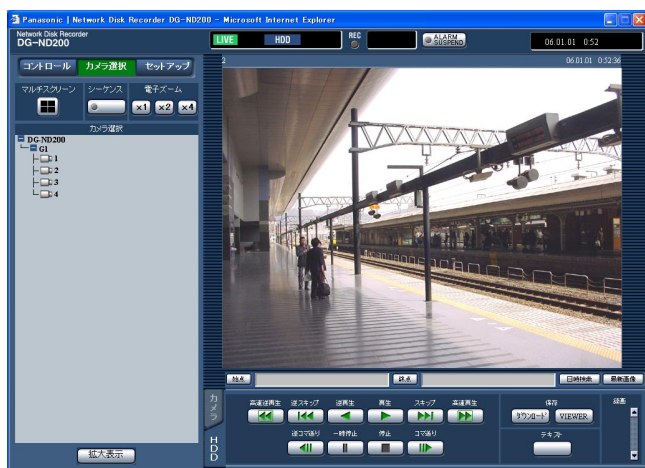 Panasonic | Network Disk Recorder DG-ND200 - Microsoft Internet Explorer
Network Disk Recorder
DG-ND200
LIVE HDD REC ALARM SUSPEND 06.01.01 0:52
コントロール カメラ選択 セットアップ
2 06.01.01 0:52:36
マルチスクリーン シーケンス 電子ズーム
x1 x2 x4
カメラ選択
DG-ND200
G1
1
2
3
4
始点 終点 日時検索 最新画像
カメラ
HDD
高速逆再生 逆スキップ 逆再生 再生 スキップ 高速再生 保存 録画
ダウンロード VIEWER
逆コマ送り 一時停止 停止 コマ送り テキスト
拡大表示